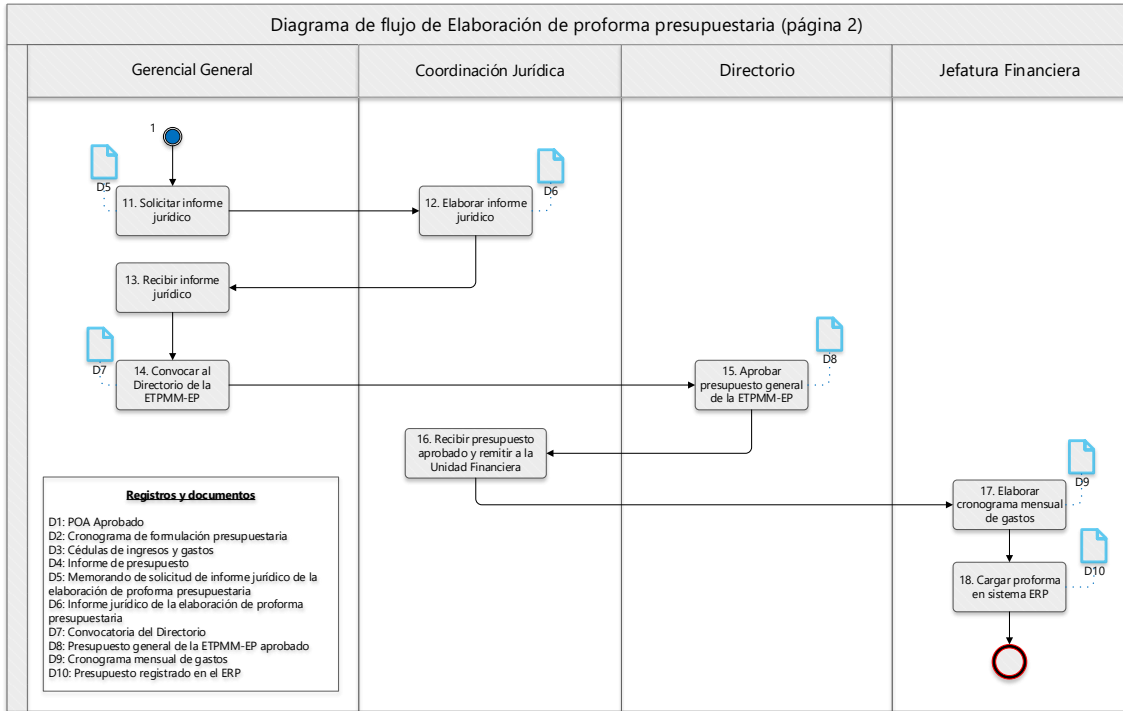 Diagrama de flujo de Elaboración de proforma presupuestaria (página 2)
Gerencial General
Coordinación Jurídica
Directorio
Jefatura Financiera
1
D5
11. Solicitar informe
jurídico
12. Elaborar informe
jurídico
D6
13. Recibir informe
jurídico
D7
14. Convocar al
Directorio de la
ETPMM-EP
15. Aprobar
presupuesto general
de la ETPMM-EP
D8
16. Recibir presupuesto
aprobado y remitir a la
Unidad Financiera
17. Elaborar
cronograma mensual
de gastos
D9
18. Cargar proforma
en sistema ERP
D10
Registros y documentos
D1: POA Aprobado
D2: Cronograma de formulación presupuestaria
D3: Cédulas de ingresos y gastos
D4: Informe de presupuesto
D5: Memorando de solicitud de informe jurídico de la
elaboración de proforma presupuestaria
D6: Informe jurídico de la elaboración de proforma
presupuestaria
D7: Convocatoria del Directorio
D8: Presupuesto general de la ETPMM-EP aprobado
D9: Cronograma mensual de gastos
D10: Presupuesto registrado en el ERP